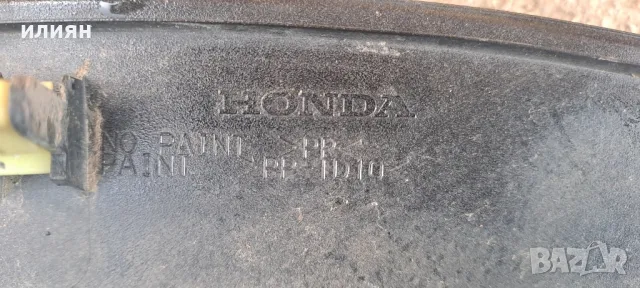 илиян
HONDA
NO PAINT >PP<
PAINT >PP-TD10<
BAZAR